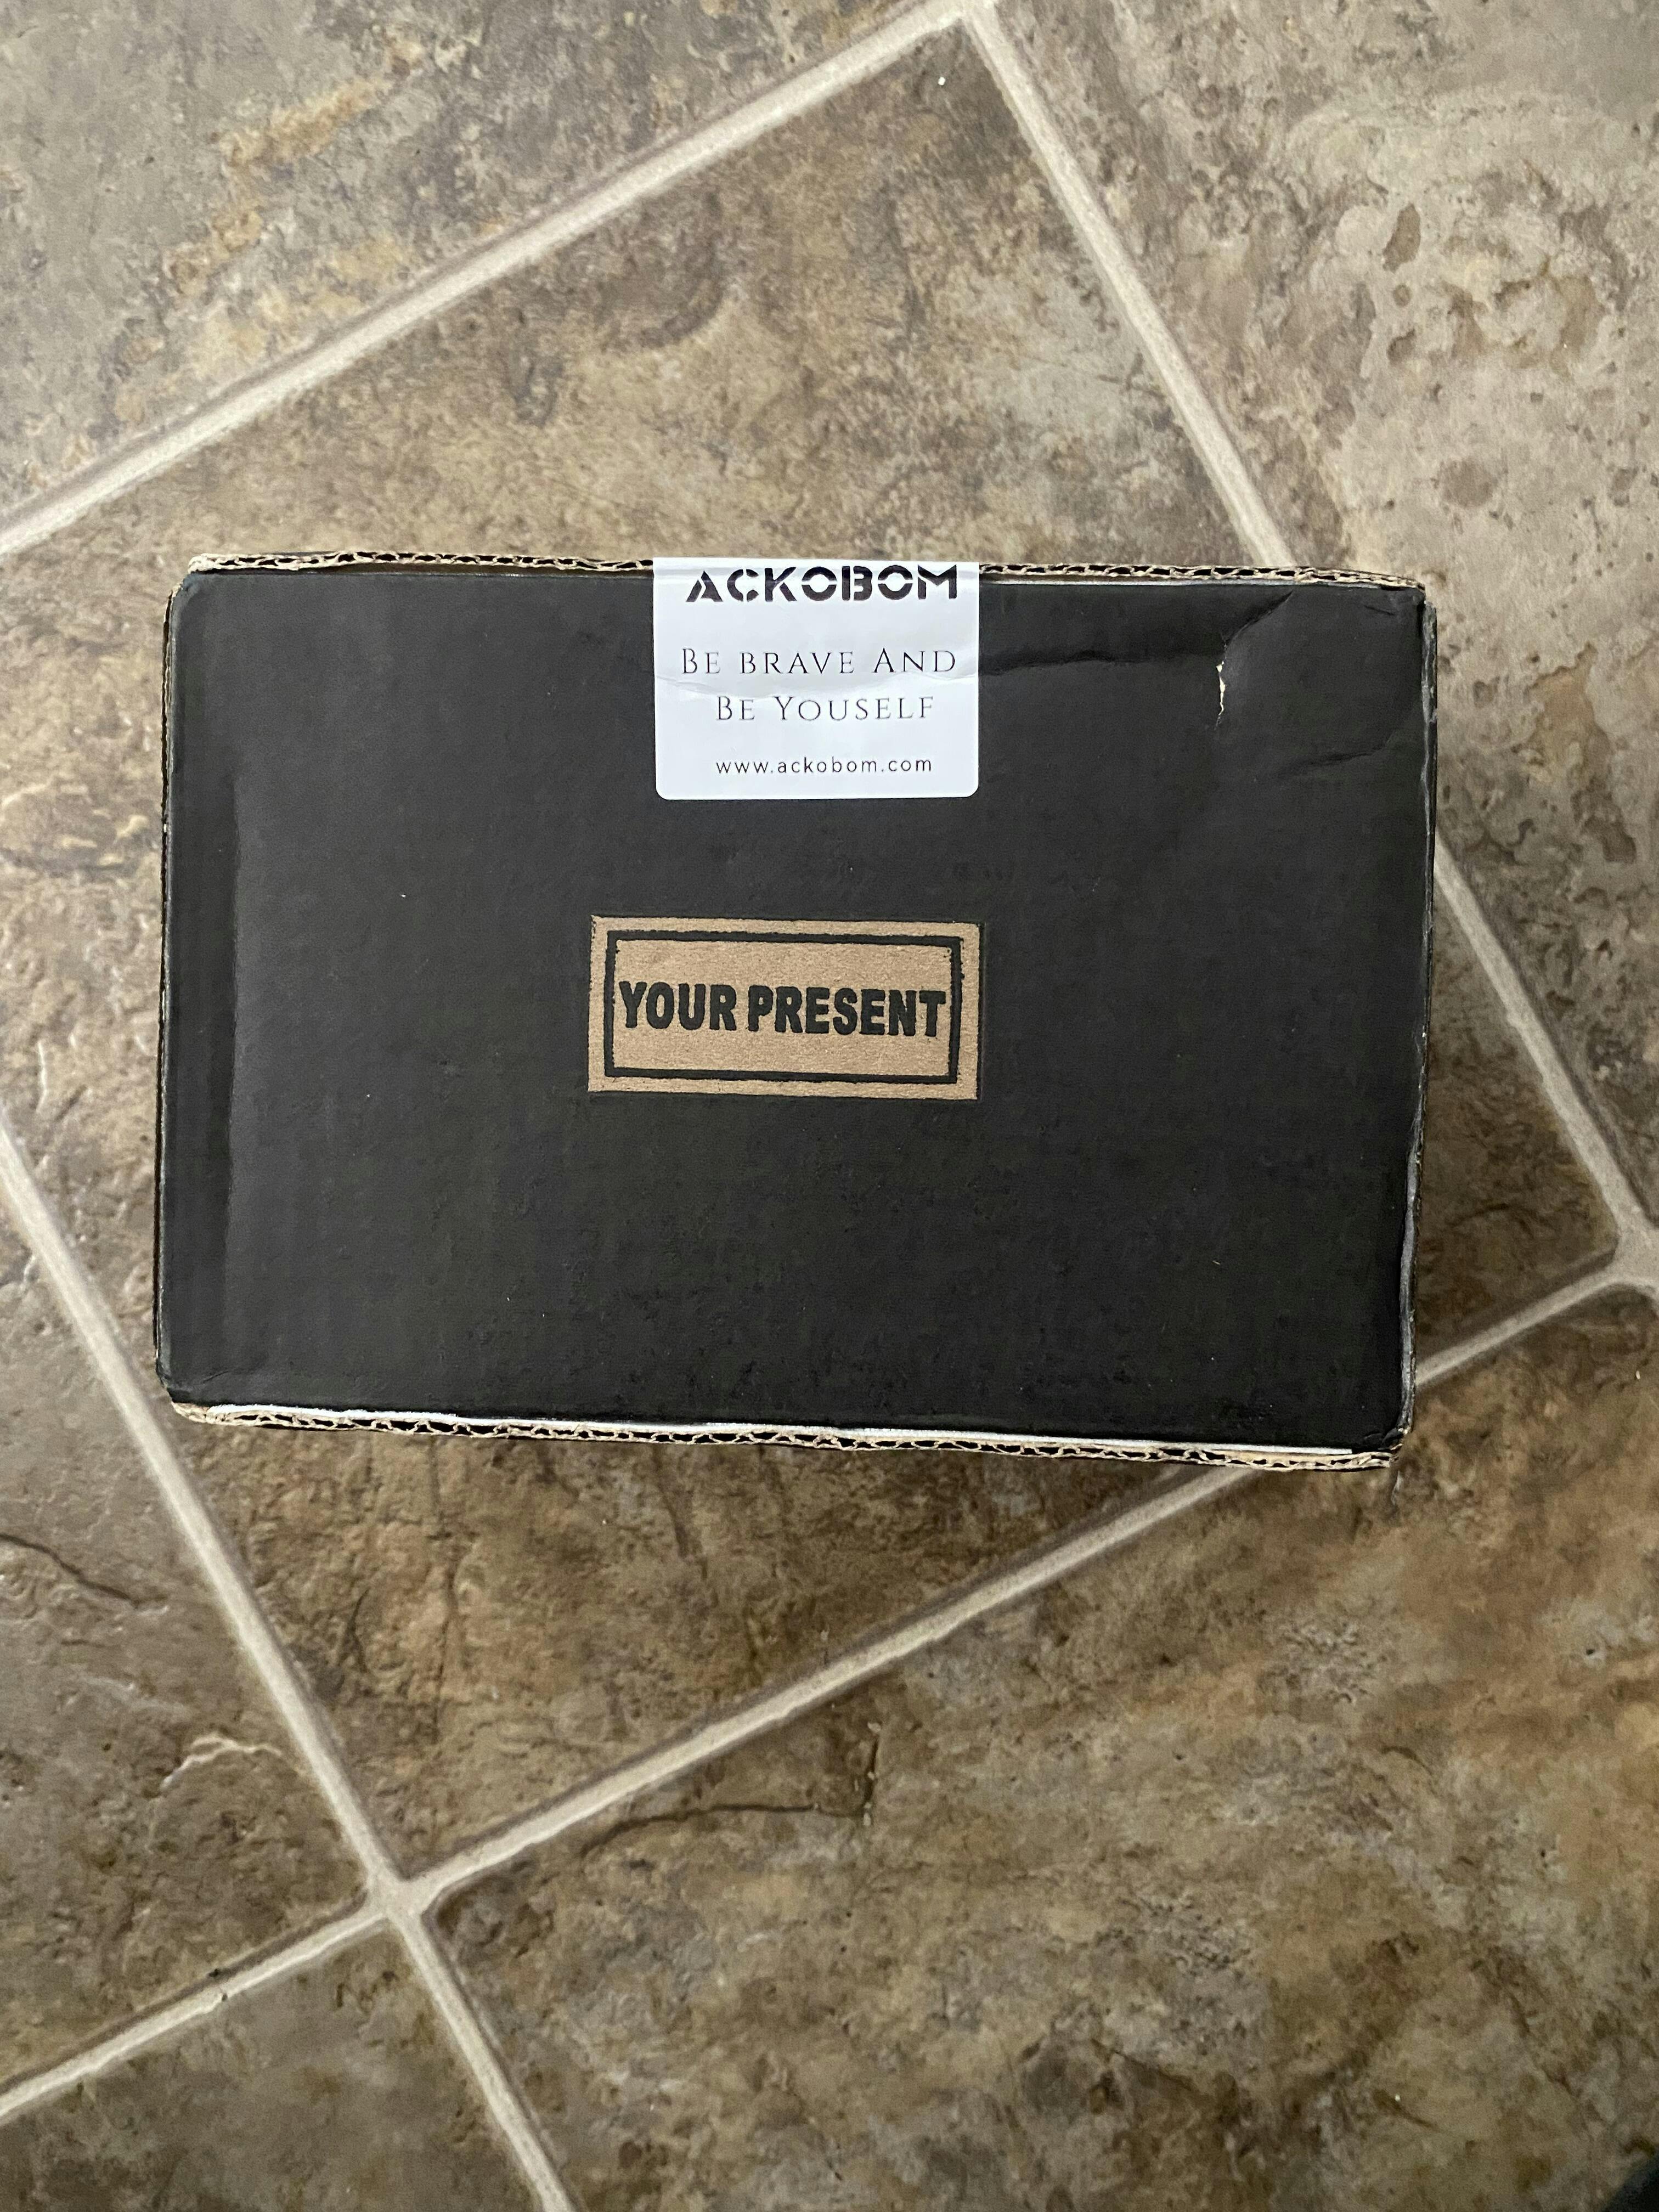 ACKOBOM
BE BRAVE AND
BE YOUSELF
www.ackobom.com
YOUR PRESENT